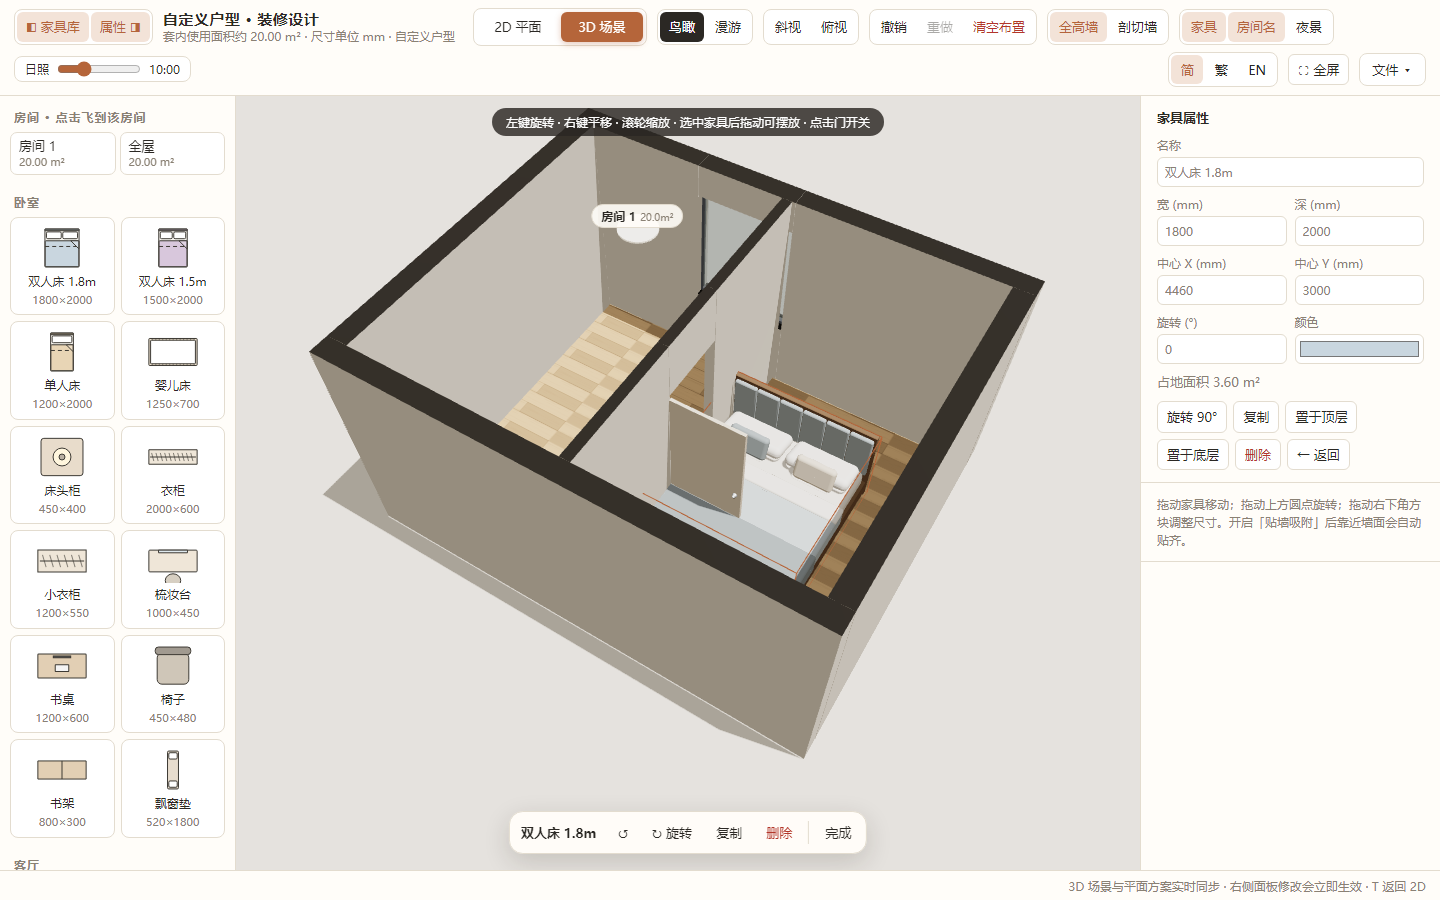 家具库 属性
自定义户型 • 装修设计
套内使用面积约 20.00 m² · 尺寸单位 mm · 自定义户型
2D 平面 3D 场景 鸟瞰 漫游 斜视 俯视 撤销 重做 清空布置 全高墙 剖切墙 家具 房间名 夜景
日照 10:00 简 繁 EN 全屏 文件
房间 • 点击飞到该房间
房间 1 全屋
20.00 m² 20.00 m²
卧室
双人床 1.8m 双人床 1.5m
1800×2000 1500×2000
单人床 婴儿床
1200×2000 1250×700
床头柜 衣柜
450×400 2000×600
小衣柜 梳妆台
1200×550 1000×450
书桌 椅子
1200×600 450×480
书架 飘窗垫
800×300 520×1800
客厅
左键旋转 · 右键平移 · 滚轮缩放 · 选中家具后拖动可摆放 · 点击门开关
房间 1 20.0m²
双人床 1.8m ↺ ↻ 旋转 复制 删除 完成
家具属性
名称
双人床 1.8m
宽 (mm) 深 (mm)
1800 2000
中心 X (mm) 中心 Y (mm)
4460 3000
旋转 (°) 颜色
0
占地面积 3.60 m²
旋转 90° 复制 置于顶层
置于底层 删除 ← 返回
拖动家具移动；拖动上方圆点旋转；拖动右下角方
块调整尺寸。开启「贴墙吸附」后靠近墙面会自动
贴齐。
3D 场景与平面方案实时同步 · 右侧面板修改会立即生效 · T 返回 2D